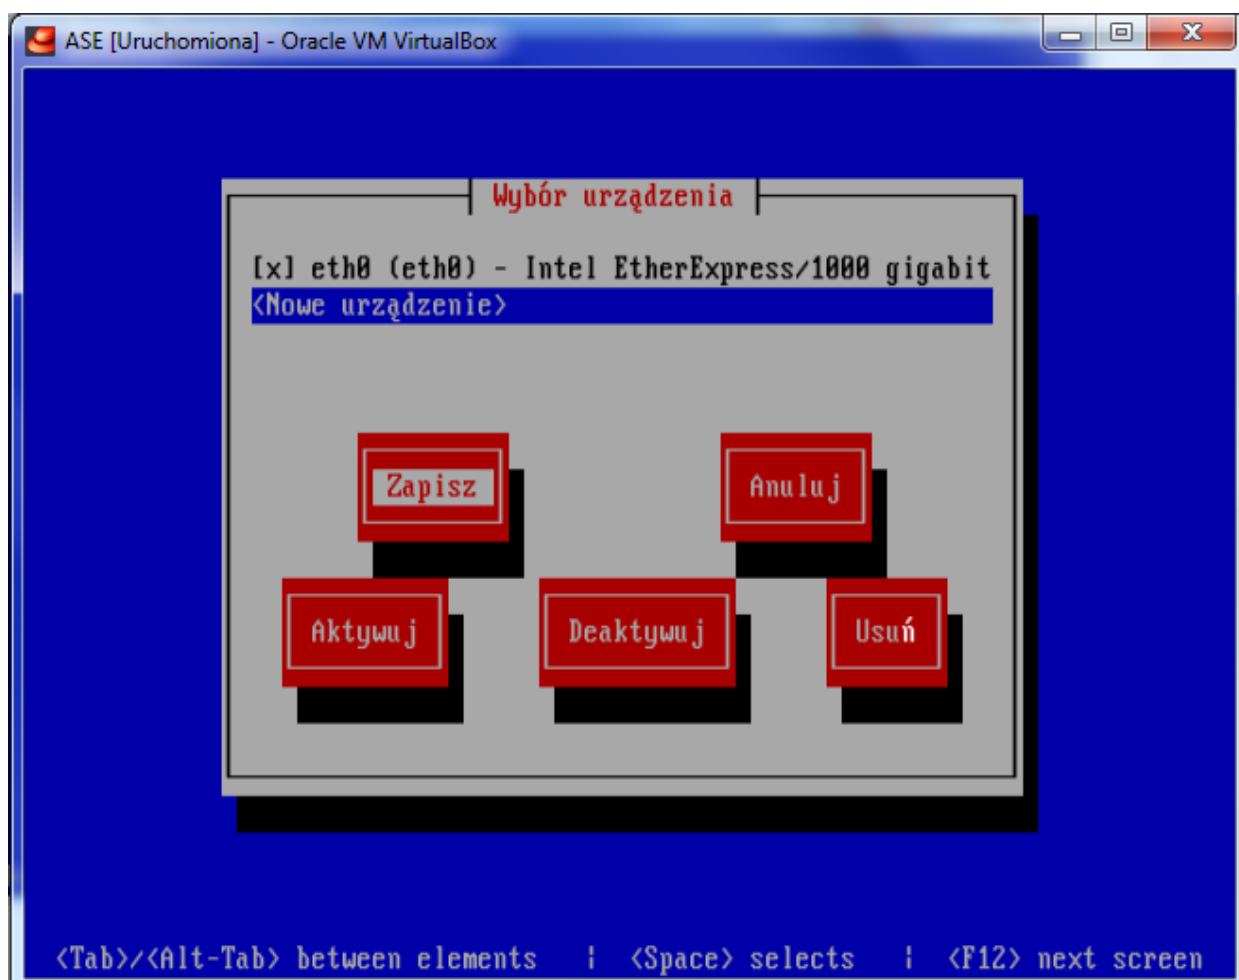 ASE [Uruchomiona] - Oracle VM VirtualBox
Wybór urządzenia
[x] eth0 (eth0) - Intel EtherExpress/1000 gigabit
<Nowe urządzenie>
Zapisz Anuluj
Aktywuj Deaktywuj Usuń
<Tab>/<Alt-Tab> between elements | <Space> selects | <F12> next screen